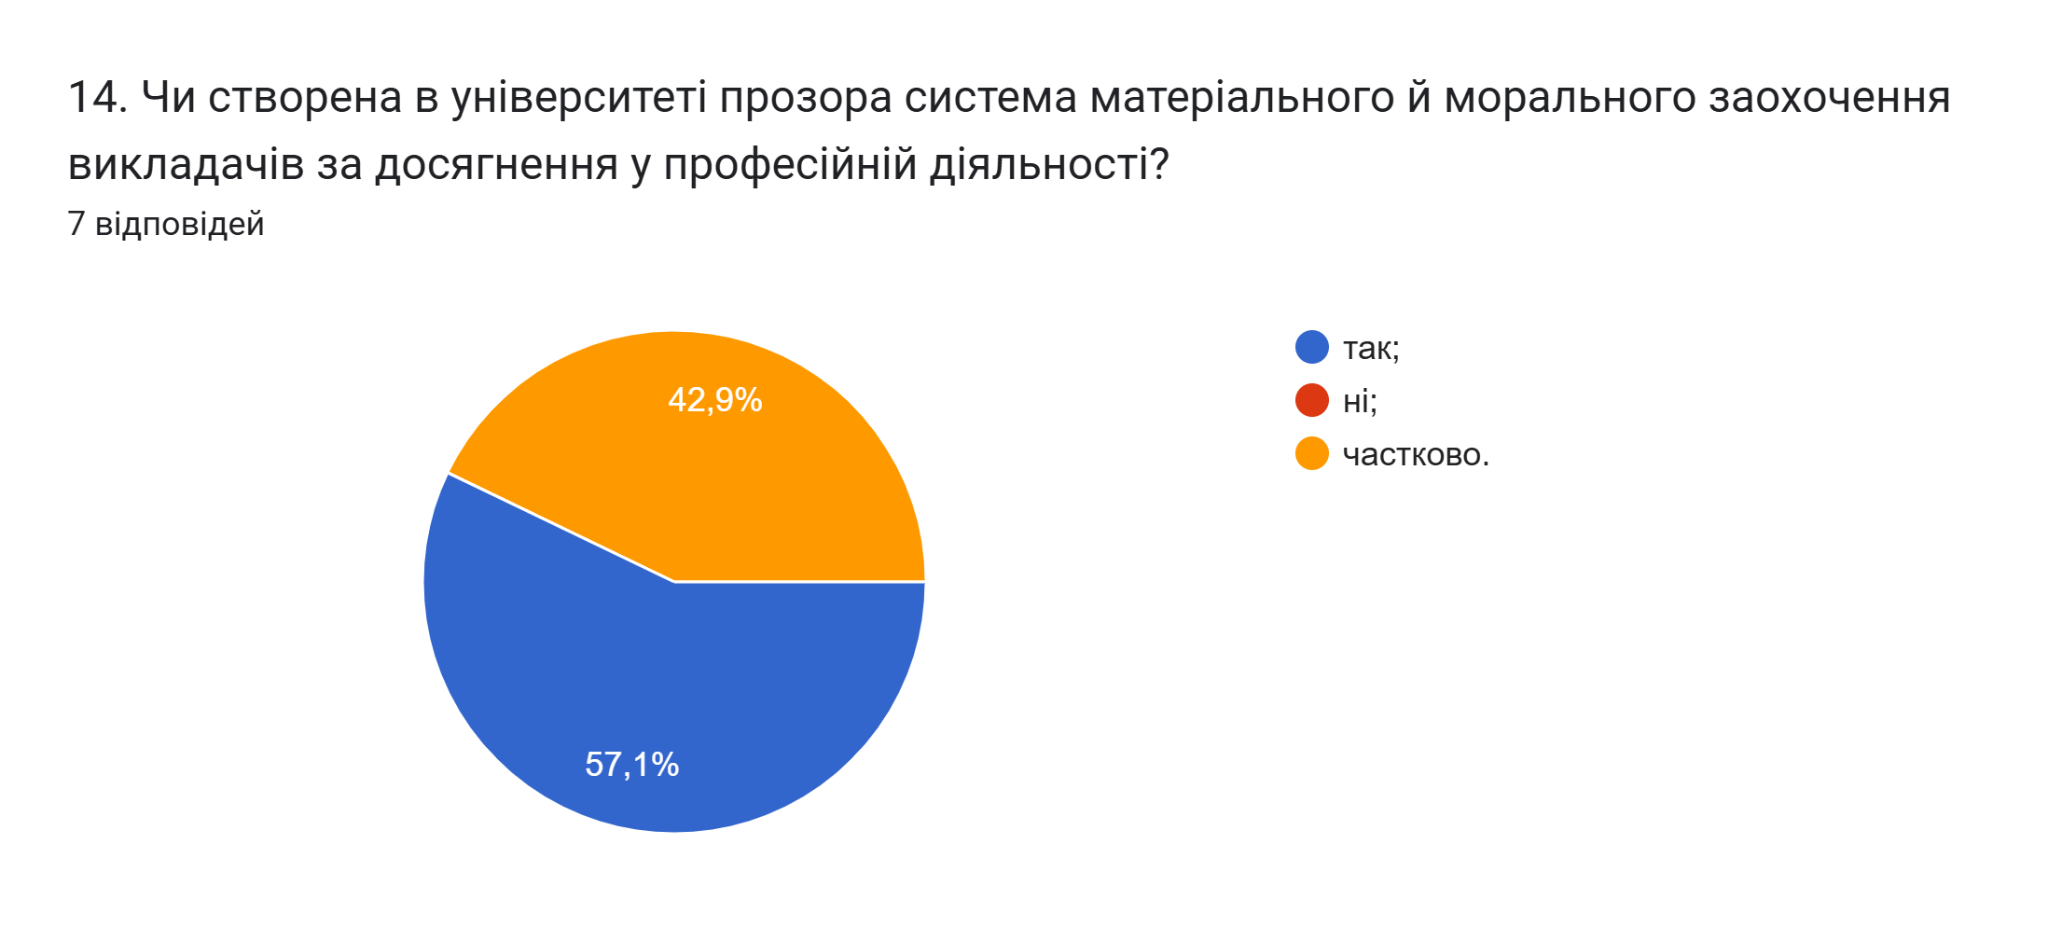 14. Чи створена в університеті прозора система матеріального й морального заохочення
викладачів за досягнення у професійній діяльності?
7 відповідей
так;
ні;
частково.
42,9%
57,1%